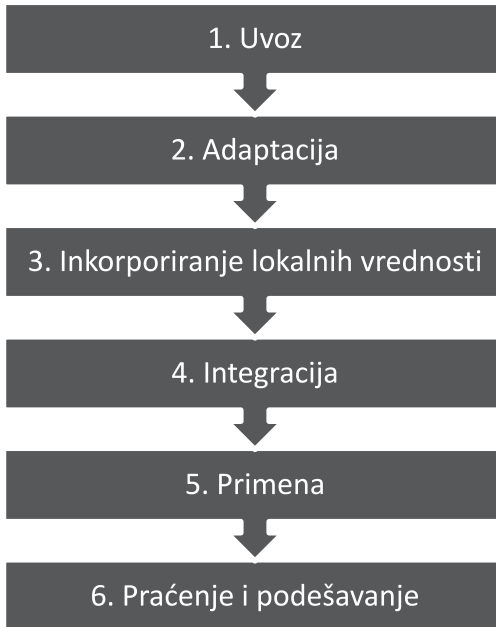 1. Uvoz
2. Adaptacija
3. Inkorporiranje lokalnih vrednosti
4. Integracija
5. Primena
6. Praćenje i podešavanje